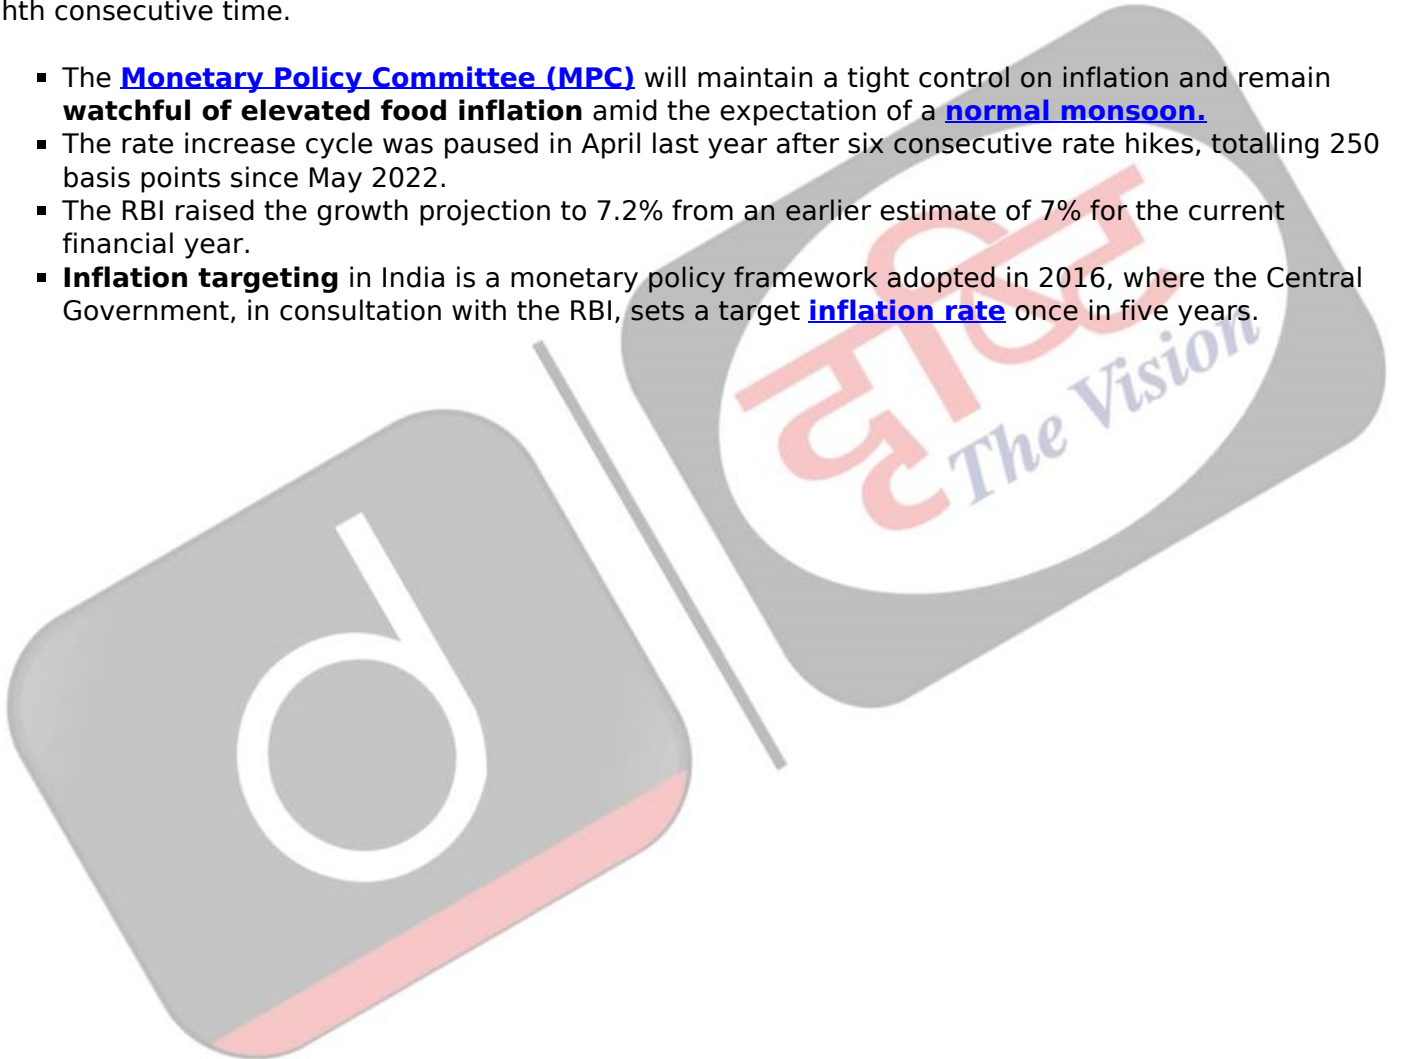 hth consecutive time.
▪ The Monetary Policy Committee (MPC) will maintain a tight control on inflation and remain
watchful of elevated food inflation amid the expectation of a normal monsoon.
▪ The rate increase cycle was paused in April last year after six consecutive rate hikes, totalling 250
basis points since May 2022.
▪ The RBI raised the growth projection to 7.2% from an earlier estimate of 7% for the current
financial year.
▪ Inflation targeting in India is a monetary policy framework adopted in 2016, where the Central
Government, in consultation with the RBI, sets a target inflation rate once in five years.
दृष्टि
The Vision
d